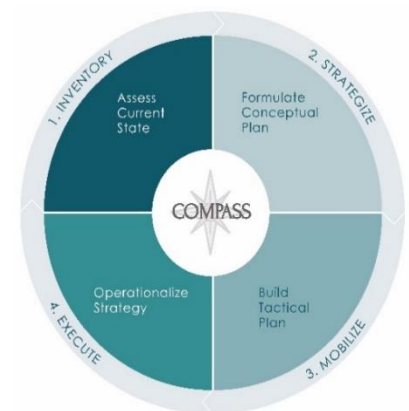 1. INVENTORY
Assess
Current
State
2. STRATEGIZE
Formulate
Conceptual
Plan
COMPASS
3. MOBILIZE
Build
Tactical
Plan
4. EXECUTE
Operationalize
Strategy